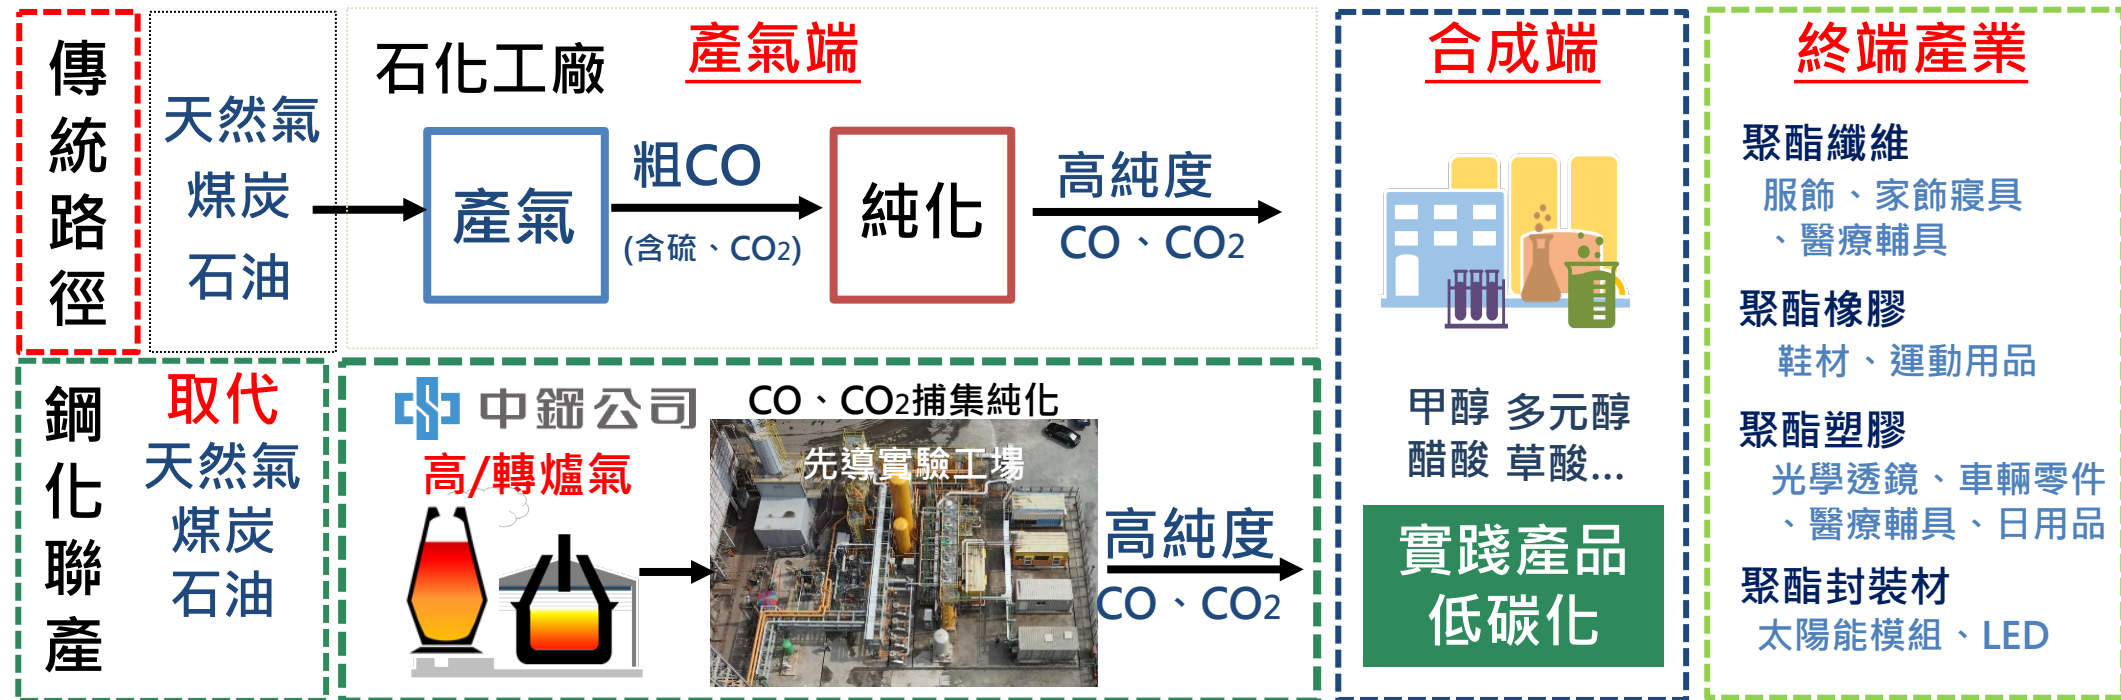 傳統路徑
天然氣
煤炭
石油
石化工廠
產氣端
產氣
粗CO
(含硫、CO2)
純化
高純度
CO、CO2
鋼化聯產
取代
天然氣
煤炭
石油
中鋼公司
高/轉爐氣
CO、CO2捕集純化
先導實驗工場
高純度
CO、CO2
合成端
甲醇 多元醇
醋酸 草酸...
實踐產品
低碳化
終端產業
聚酯纖維
服飾、家飾寢具
、醫療輔具
聚酯橡膠
鞋材、運動用品
聚酯塑膠
光學透鏡、車輛零件
、醫療輔具、日用品
聚酯封裝材
太陽能模組、LED